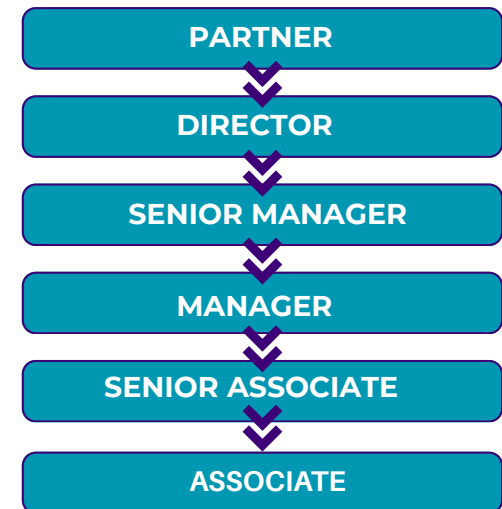 PARTNER
DIRECTOR
SENIOR MANAGER
MANAGER
SENIOR ASSOCIATE
ASSOCIATE